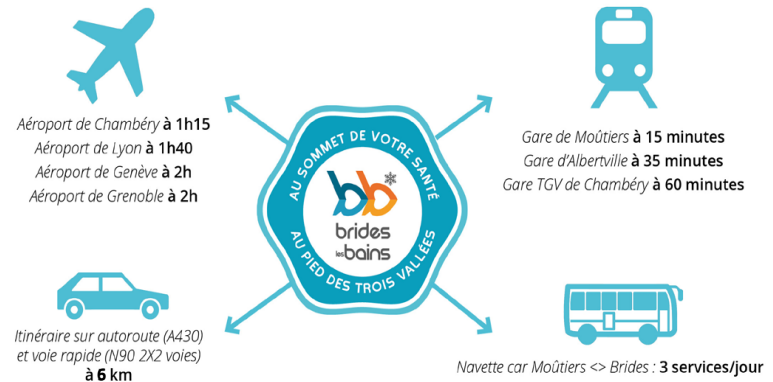 Aéroport de Chambéry à 1h15
Aéroport de Lyon à 1h40
Aéroport de Genève à 2h
Aéroport de Grenoble à 2h
Gare de Moûtiers à 15 minutes
Gare d'Albertville à 35 minutes
Gare TGV de Chambéry à 60 minutes
AU SOMMET DE VOTRE SANTÉ
bb
brides
les bains
AU PIED DES TROIS VALLÉES
Itinéraire sur autoroute (A430)
et voie rapide (N90 2X2 voies)
à 6 km
Navette car Moûtiers <> Brides : 3 services/jour